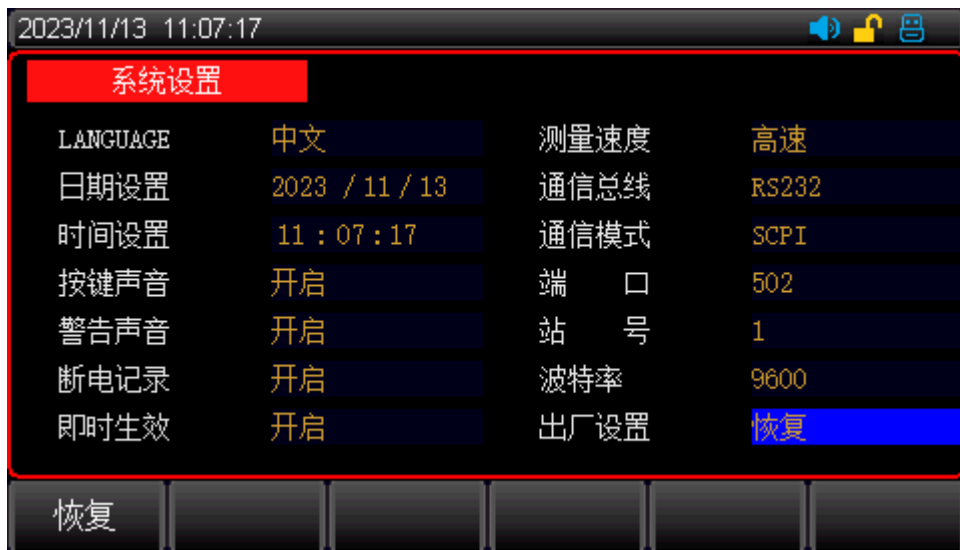 2023/11/13 11:07:17
系统设置
LANGUAGE 中文 测量速度 高速
日期设置 2023 / 11 / 13 通信总线 RS232
时间设置 11 : 07 : 17 通信模式 SCPI
按键声音 开启 端 口 502
警告声音 开启 站 号 1
断电记录 开启 波特率 9600
即时生效 开启 出厂设置 恢复
恢复